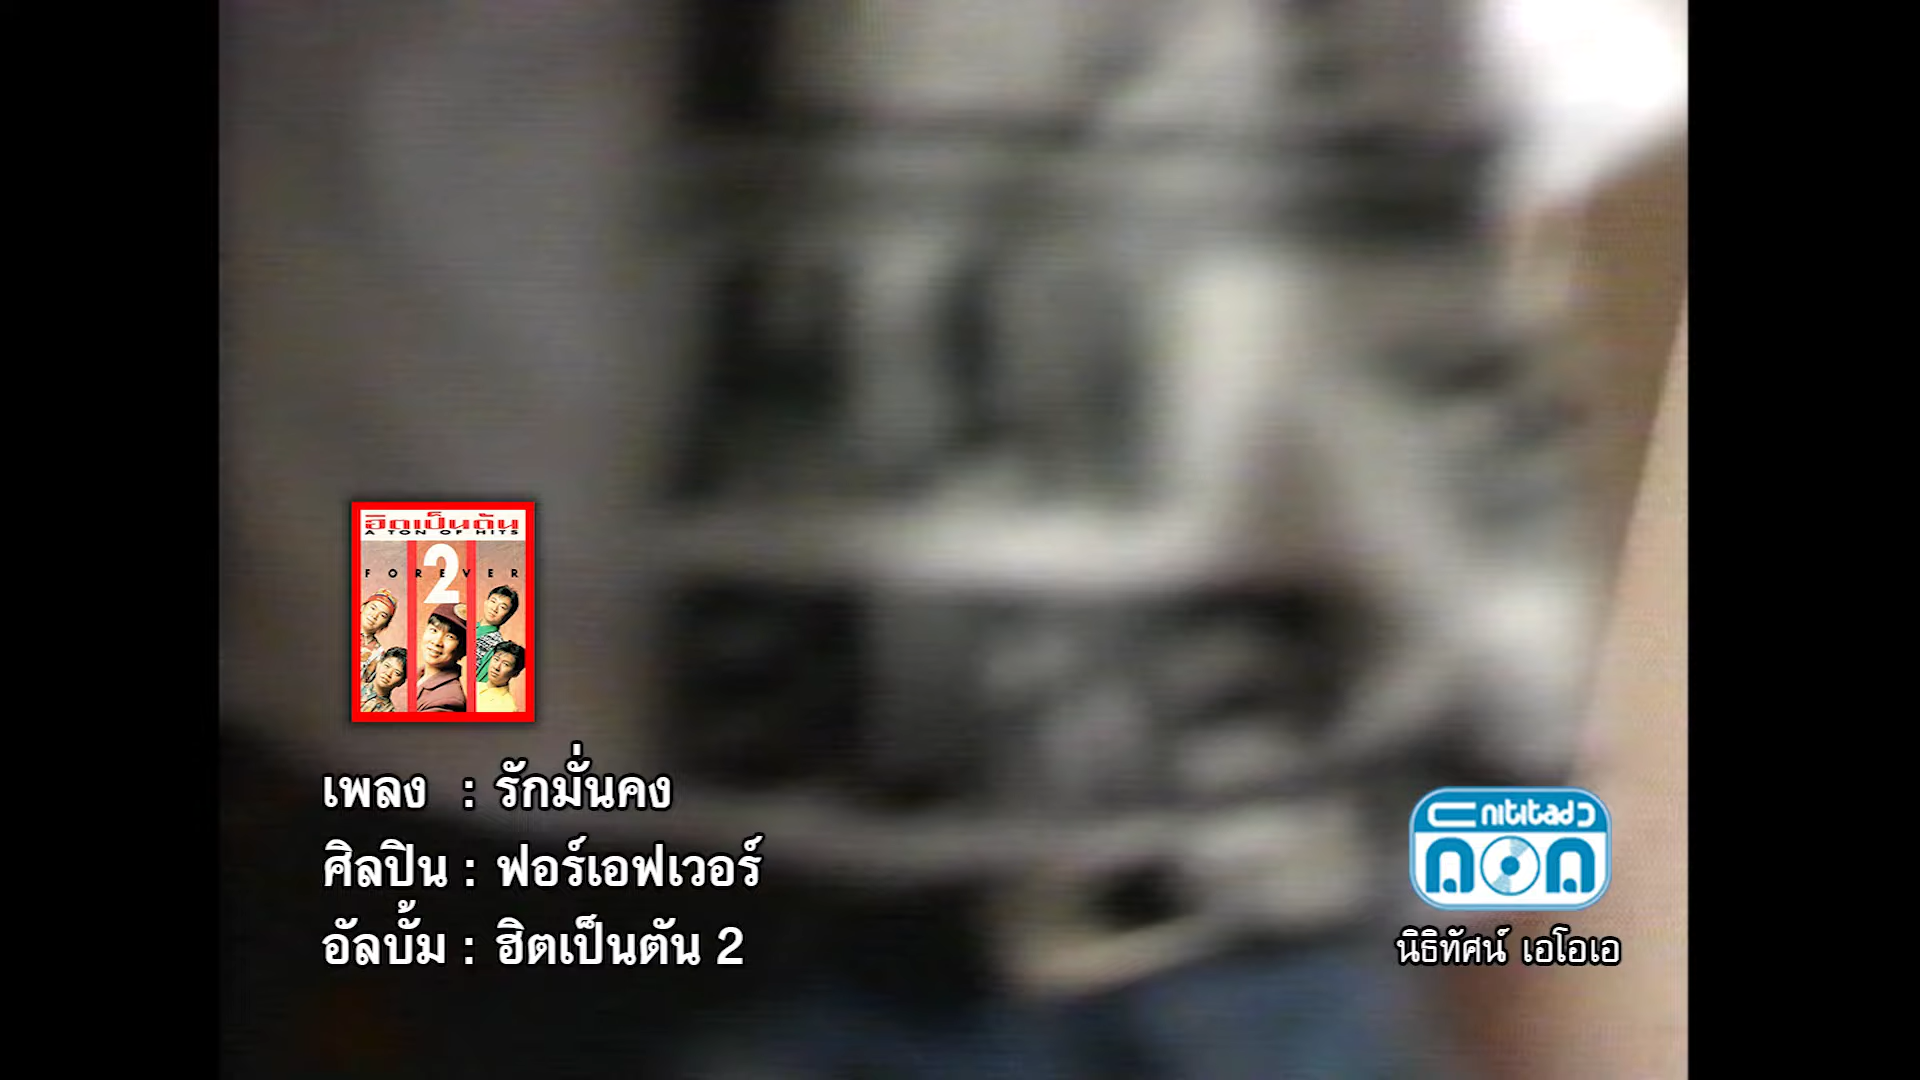 ฮิตเป็นตัน
A TON OF HITS
2
FOREVER
เพลง : รักมั่นคง
ศิลปิน : ฟอร์เอฟเวอร์
อัลบั้ม : ฮิตเป็นตัน 2
nititad
นิธิทัศน์ เอโอเอ